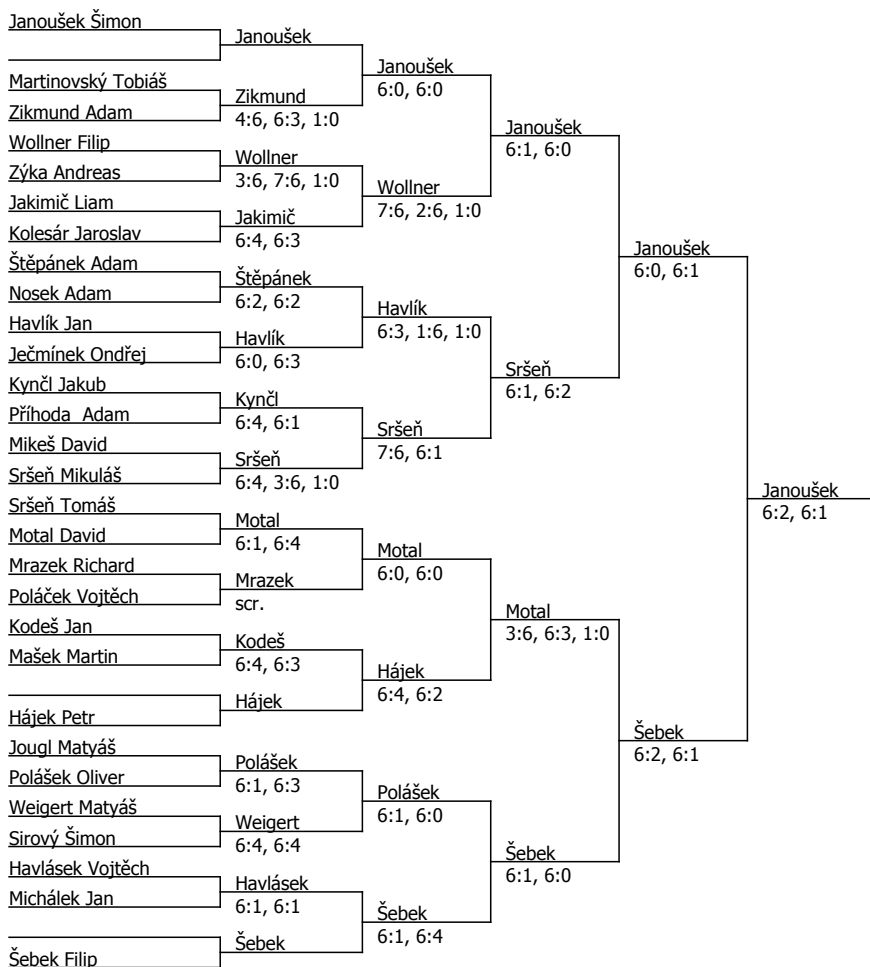 Janoušek Šimon
Martinovský Tobiáš
Zikmund Adam
Wollner Filip
Zýka Andreas
Jakimič Liam
Kolesár Jaroslav
Štěpánek Adam
Nosek Adam
Havlík Jan
Ječmínek Ondřej
Kynčl Jakub
Příhoda  Adam
Mikeš David
Sršeň Mikuláš
Sršeň Tomáš
Motal David
Mrazek Richard
Poláček Vojtěch
Kodeš Jan
Mašek Martin
Hájek Petr
Jougl Matyáš
Polášek Oliver
Weigert Matyáš
Sirový Šimon
Havlásek Vojtěch
Michálek Jan
Šebek Filip
Janoušek
Zikmund
4:6, 6:3, 1:0
Wollner
3:6, 7:6, 1:0
Jakimič
6:4, 6:3
Štěpánek
6:2, 6:2
Havlík
6:0, 6:3
Kynčl
6:4, 6:1
Sršeň
6:4, 3:6, 1:0
Motal
6:1, 6:4
Mrazek
scr.
Kodeš
6:4, 6:3
Hájek
Polášek
6:1, 6:3
Weigert
6:4, 6:4
Havlásek
6:1, 6:1
Šebek
Janoušek
6:0, 6:0
Wollner
7:6, 2:6, 1:0
Havlík
6:3, 1:6, 1:0
Sršeň
7:6, 6:1
Motal
6:0, 6:0
Hájek
6:4, 6:2
Polášek
6:1, 6:0
Šebek
6:1, 6:4
Janoušek
6:1, 6:0
Sršeň
6:1, 6:2
Motal
3:6, 6:3, 1:0
Šebek
6:1, 6:0
Janoušek
6:0, 6:1
Šebek
6:2, 6:1
Janoušek
6:2, 6:1